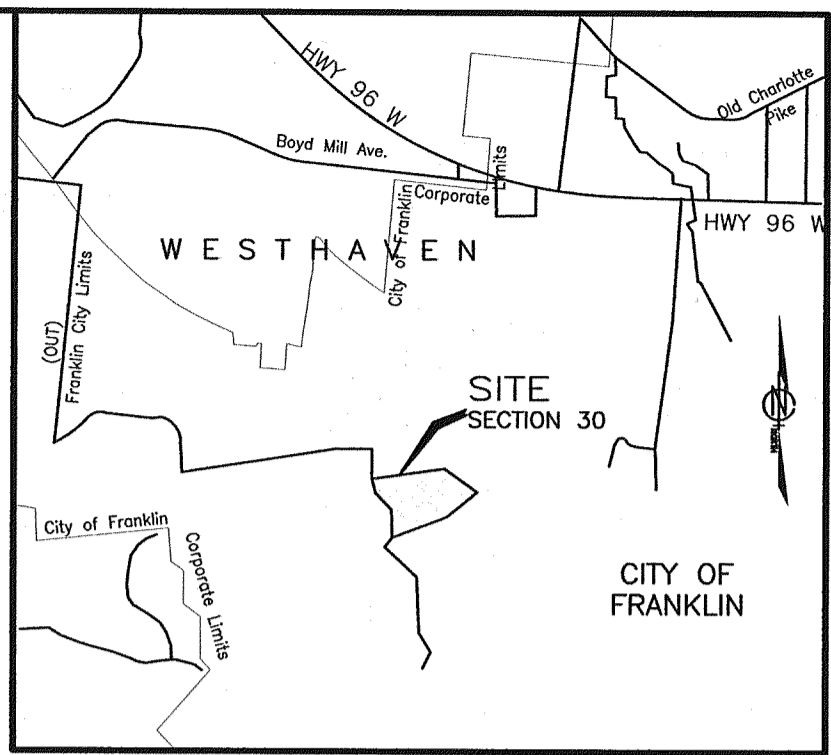 HWY 96 W
Old Charlotte
Pike
Boyd Mill Ave.
Corporate Limits
City of Franklin
HWY 96 W
WESTHAVEN
(OUT)
Franklin City Limits
SITE
SECTION 30
N
City of Franklin
Corporate Limits
CITY OF
FRANKLIN